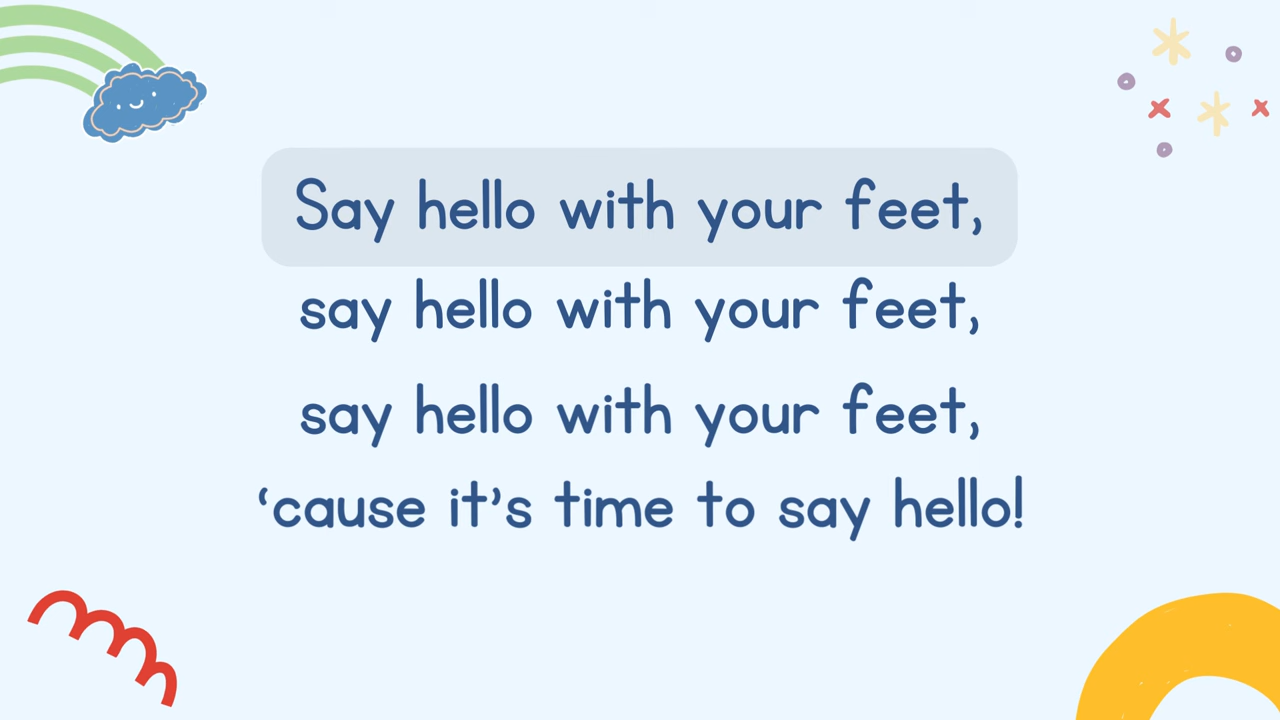 Say hello with your feet,
say hello with your feet,
say hello with your feet,
‘cause it’s time to say hello!